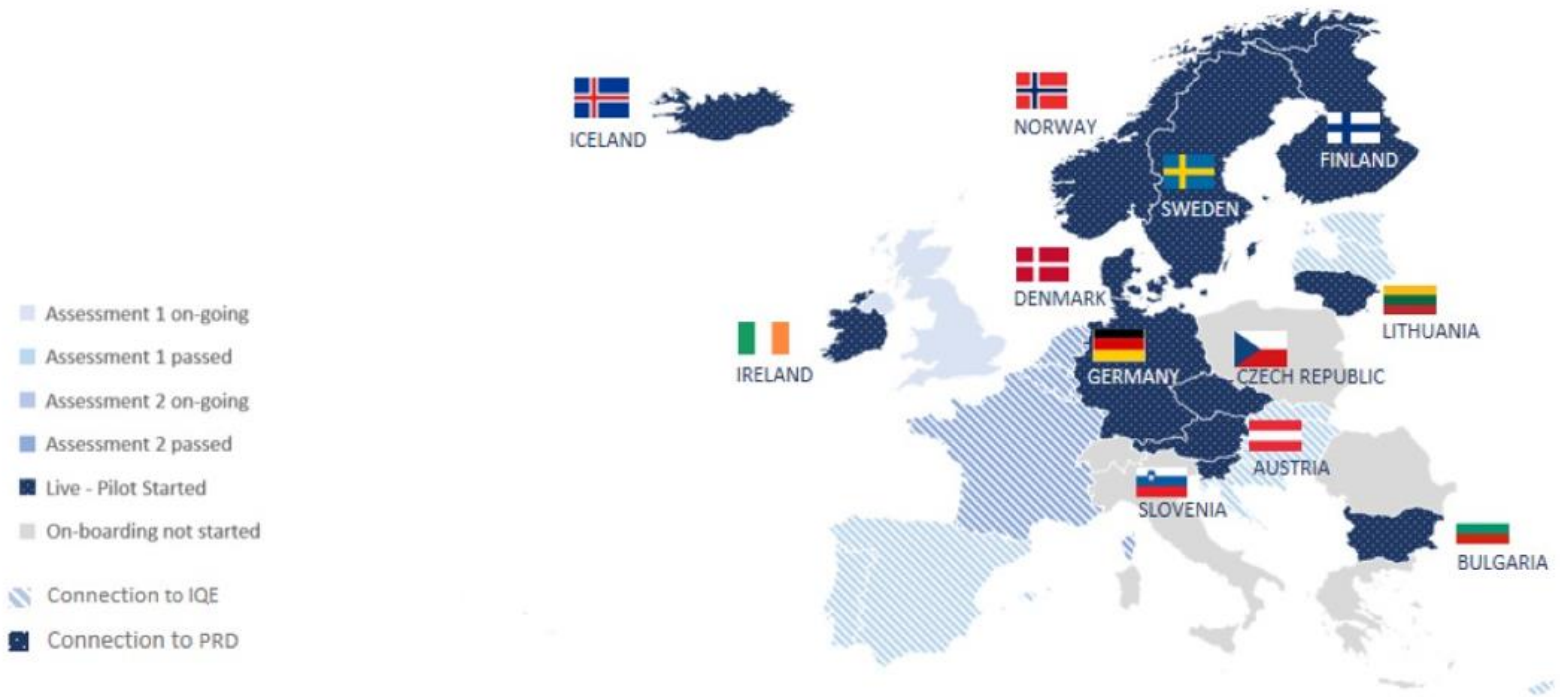 ICELAND
NORWAY
FINLAND
SWEDEN
DENMARK
LITHUANIA
IRELAND
GERMANY
CZECH REPUBLIC
AUSTRIA
SLOVENIA
BULGARIA
Assessment 1 on-going
Assessment 1 passed
Assessment 2 on-going
Assessment 2 passed
Live - Pilot Started
On-boarding not started
Connection to IQE
Connection to PRD